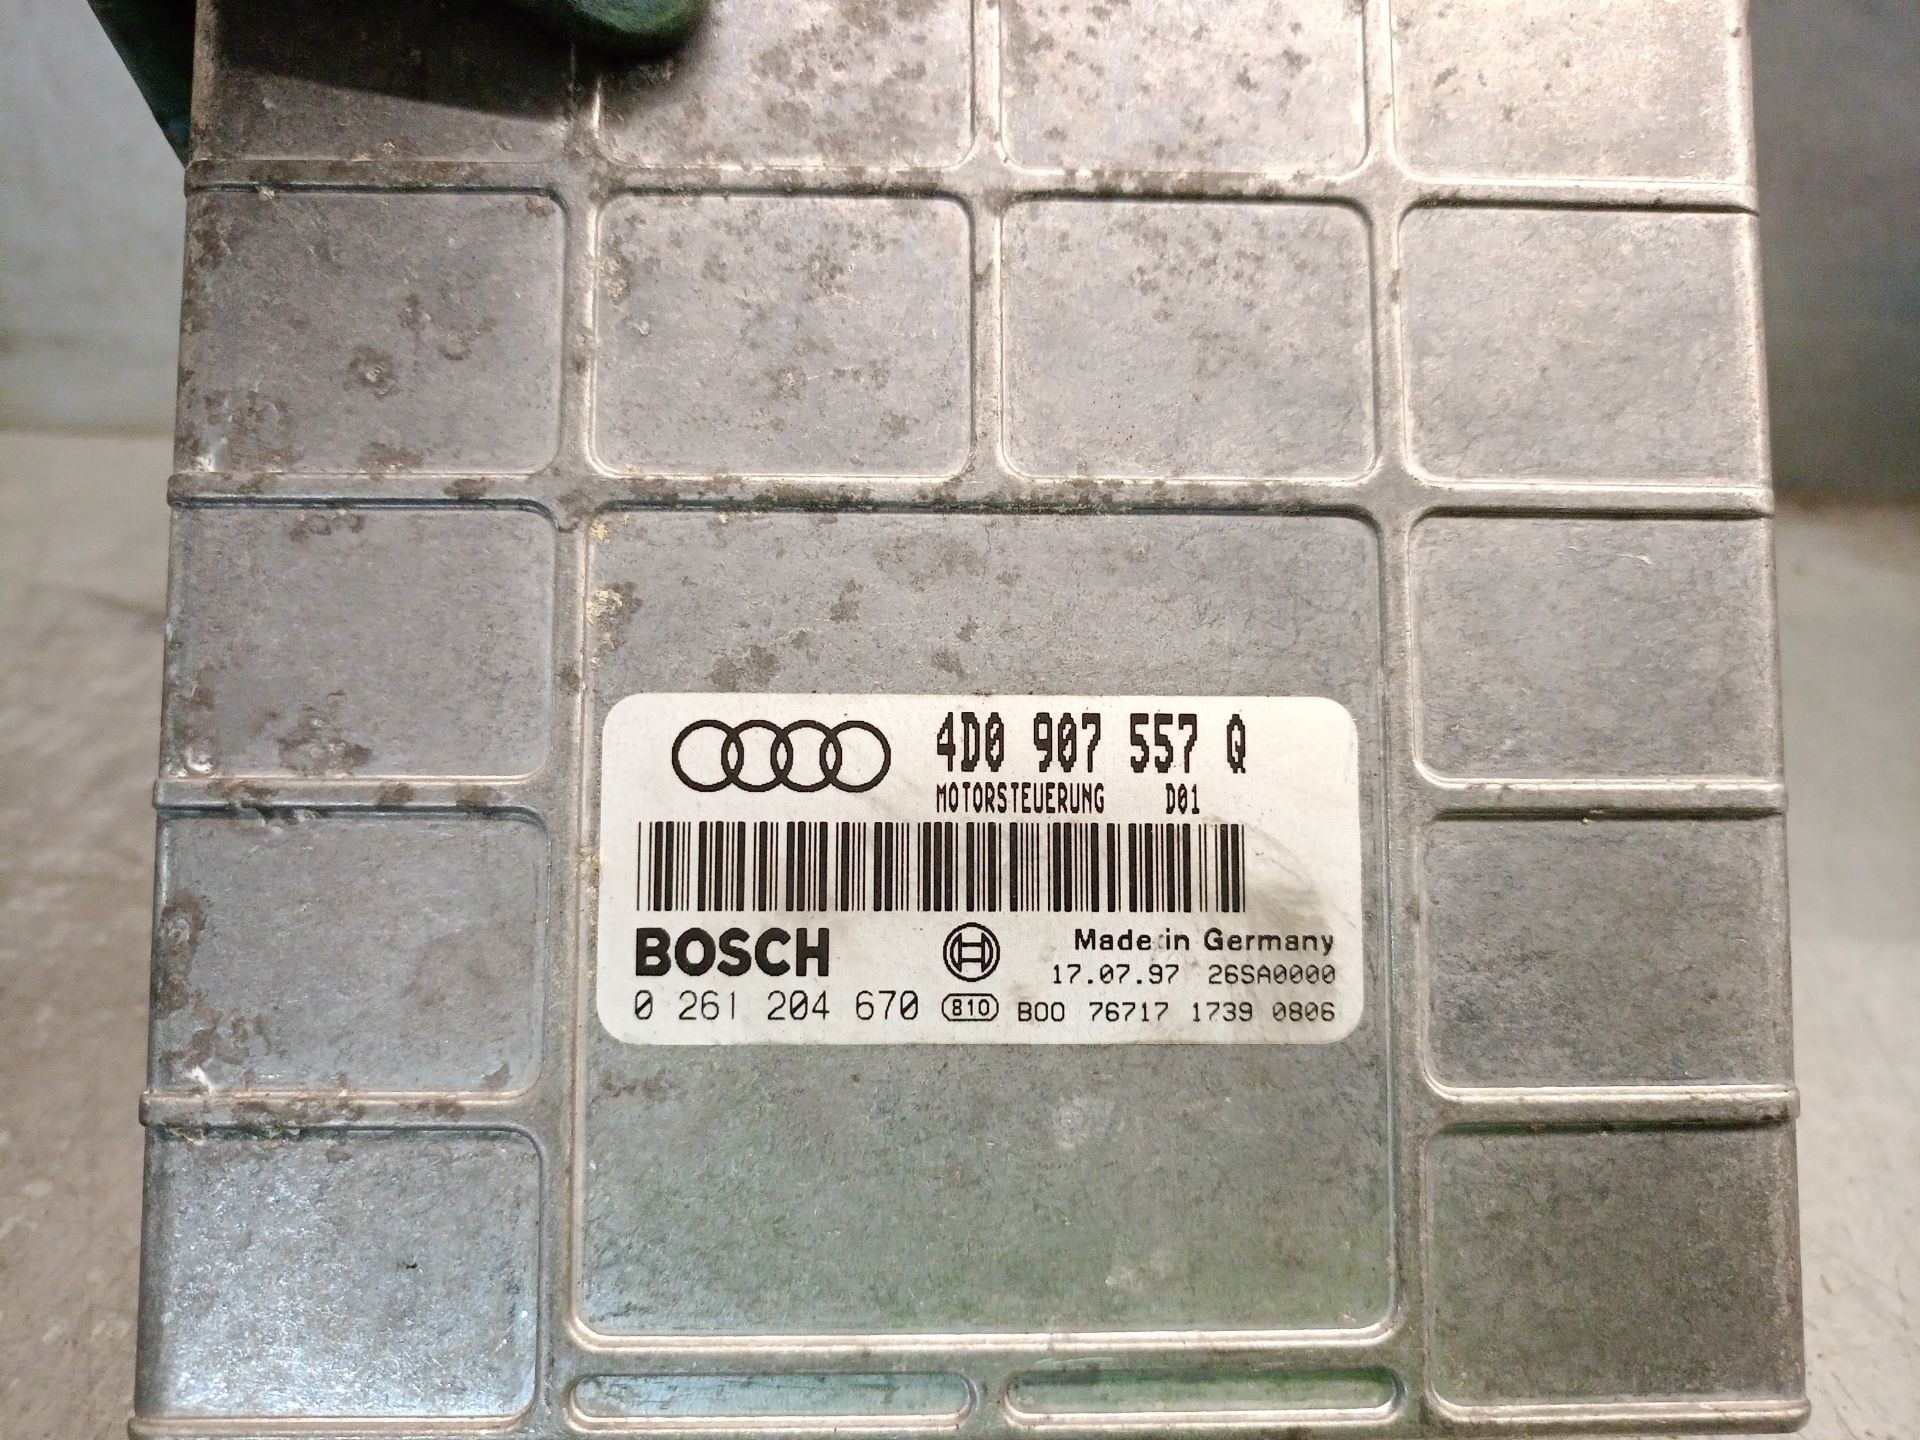 4D0 907 557 Q
MOTORSTEUERUNG D01
BOSCH
Made in Germany
17.07.97 26SA0000
0 261 204 670 810 B00 76717 1739 0806